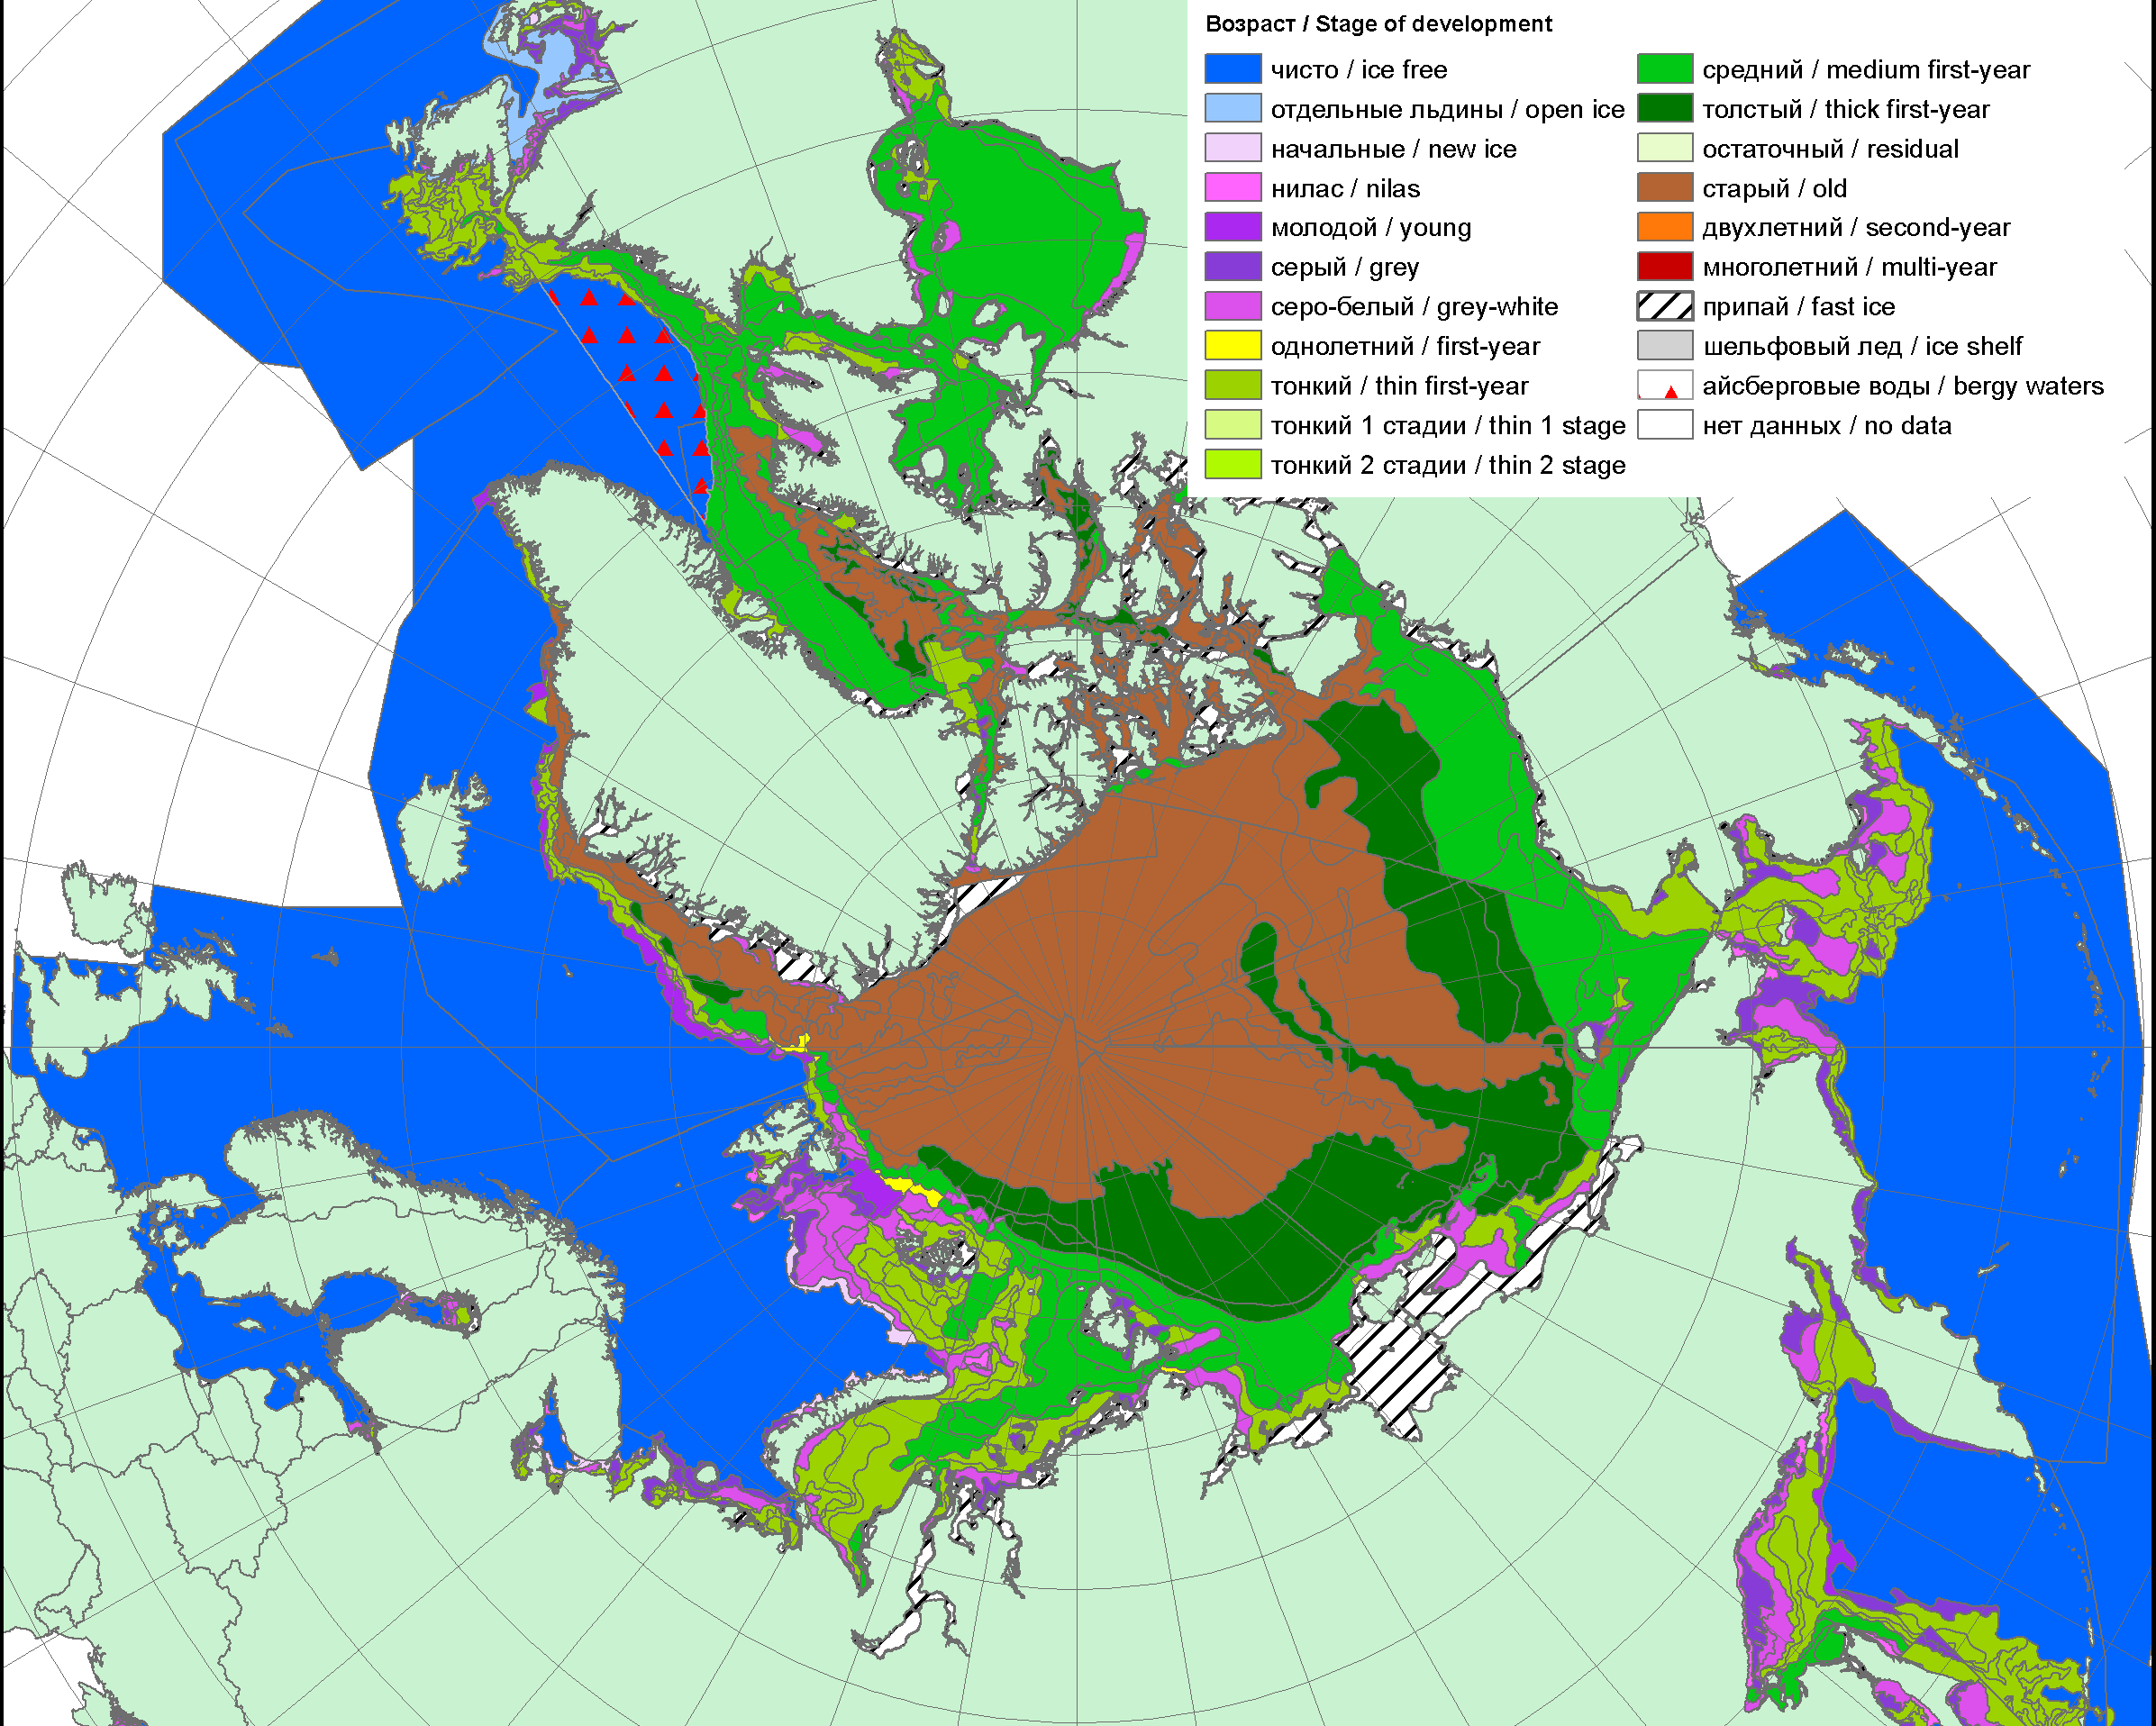 Возраст / Stage of development
чисто / ice free
отдельные льдины / open ice
начальные / new ice
нилас / nilas
молодой / young
серый / grey
серо-белый / grey-white
однолетний / first-year
тонкий / thin first-year
тонкий 1 стадии / thin 1 stage
тонкий 2 стадии / thin 2 stage
средний / medium first-year
толстый / thick first-year
остаточный / residual
старый / old
двухлетний / second-year
многолетний / multi-year
припай / fast ice
шельфовый лед / ice shelf
айсберговые воды / bergy waters
нет данных / no data